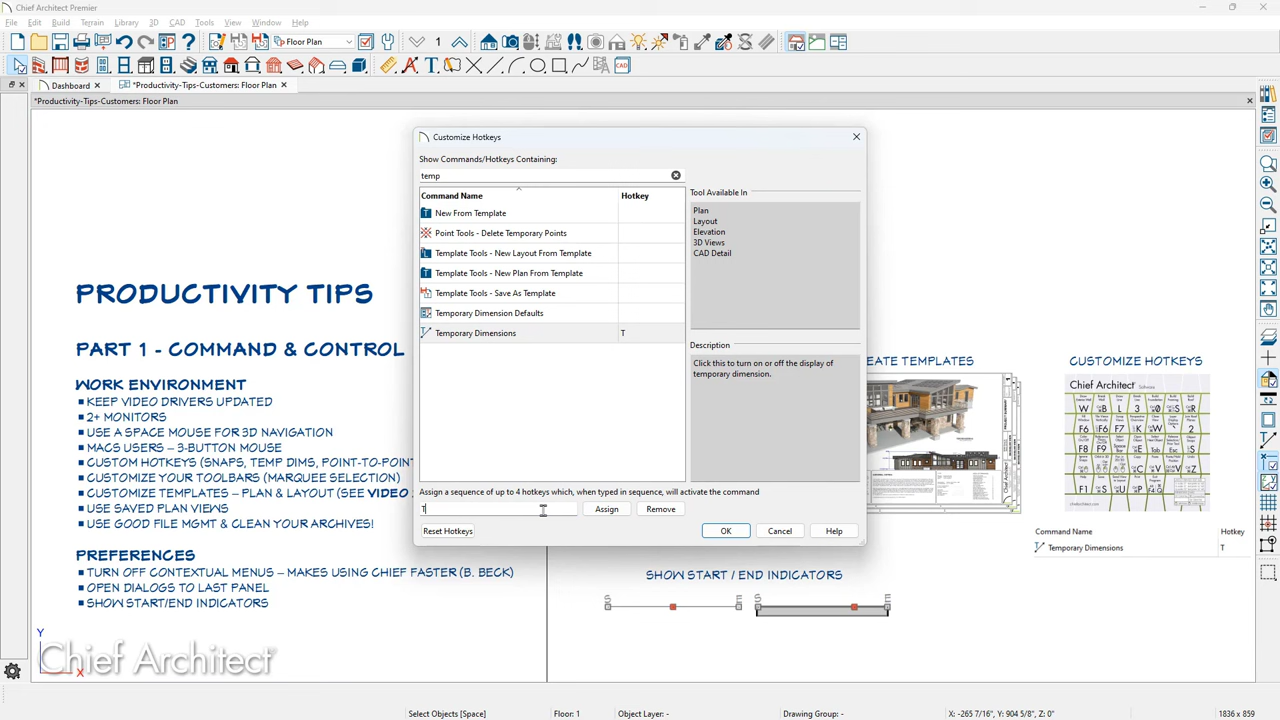 Chief Architect Premier
File Edit Build Terrain Library 3D CAD Tools View Window Help
Floor Plan
1
Dashboard
*Productivity-Tips-Customers: Floor Plan
*Productivity-Tips-Customers: Floor Plan
Customize Hotkeys
Show Commands/Hotkeys Containing:
temp
Command Name Hotkey
New From Template
Point Tools - Delete Temporary Points
Template Tools - New Layout From Template
Template Tools - New Plan From Template
Template Tools - Save As Template
Temporary Dimension Defaults
Temporary Dimensions T
Tool Available In
Plan
Layout
Elevation
3D Views
CAD Detail
Description
Click this to turn on or off the display of
temporary dimension.
Assign a sequence of up to 4 hotkeys which, when typed in sequence, will activate the command
T
Assign Remove
Reset Hotkeys OK Cancel Help
PRODUCTIVITY TIPS
PART 1 - COMMAND & CONTROL
WORK ENVIRONMENT
▪ KEEP VIDEO DRIVERS UPDATED
▪ 2+ MONITORS
▪ USE A SPACE MOUSE FOR 3D NAVIGATION
▪ MACS USERS – 3-BUTTON MOUSE
▪ CUSTOM HOTKEYS (SNAPS, TEMP DIMS, POINT-TO-POINT
▪ CUSTOMIZE YOUR TOOLBARS (MARQUEE SELECTION)
▪ CUSTOMIZE TEMPLATES – PLAN & LAYOUT (SEE VIDEO
▪ USE SAVED PLAN VIEWS
▪ USE GOOD FILE MGMT & CLEAN YOUR ARCHIVES!
PREFERENCES
▪ TURN OFF CONTEXTUAL MENUS – MAKES USING CHIEF FASTER (B. BECK)
▪ OPEN DIALOGS TO LAST PANEL
▪ SHOW START/END INDICATORS
EATE TEMPLATES
CUSTOMIZE HOTKEYS
Chief Architect Software
Command Name Hotkey
Temporary Dimensions T
SHOW START / END INDICATORS
S E S E
Y
X
Chief Architect
Select Objects [Space] Floor: 1 Object Layer: - Drawing Group: - X: -265 7/16", Y: 904 5/8", Z: 0" 1836 x 859